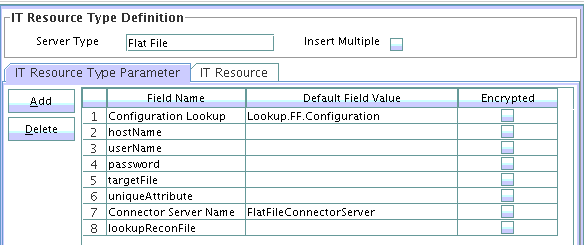 IT Resource Type Definition
Server Type Flat File Insert Multiple
IT Resource Type Parameter IT Resource
Add
Delete
Field Name Default Field Value Encrypted
1 Configuration Lookup Lookup.FF.Configuration
2 hostName
3 userName
4 password
5 targetFile
6 uniqueAttribute
7 Connector Server Name FlatFileConnectorServer
8 lookupReconFile